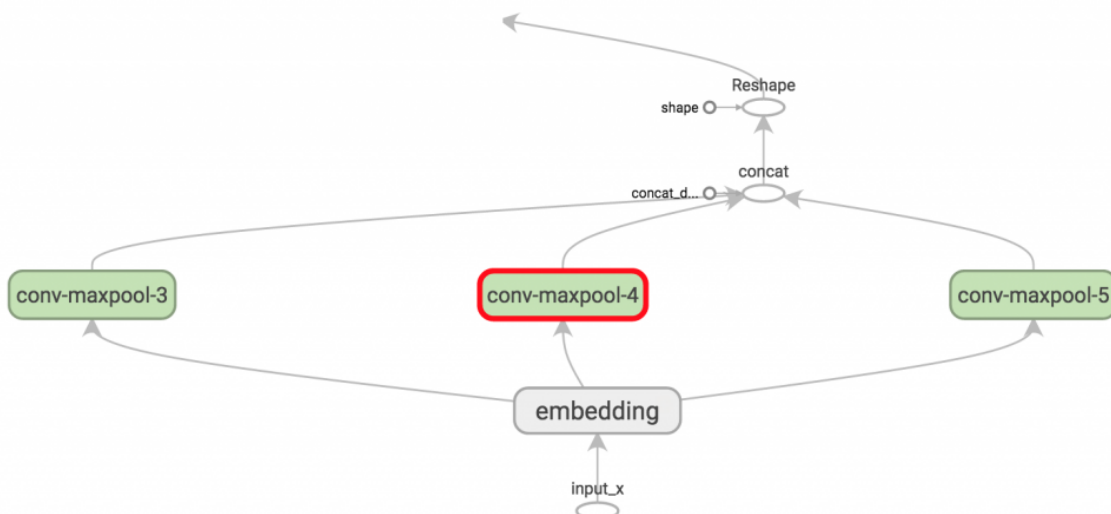 Reshape
shape
concat
concat_d...
conv-maxpool-3
conv-maxpool-4
conv-maxpool-5
embedding
input_x